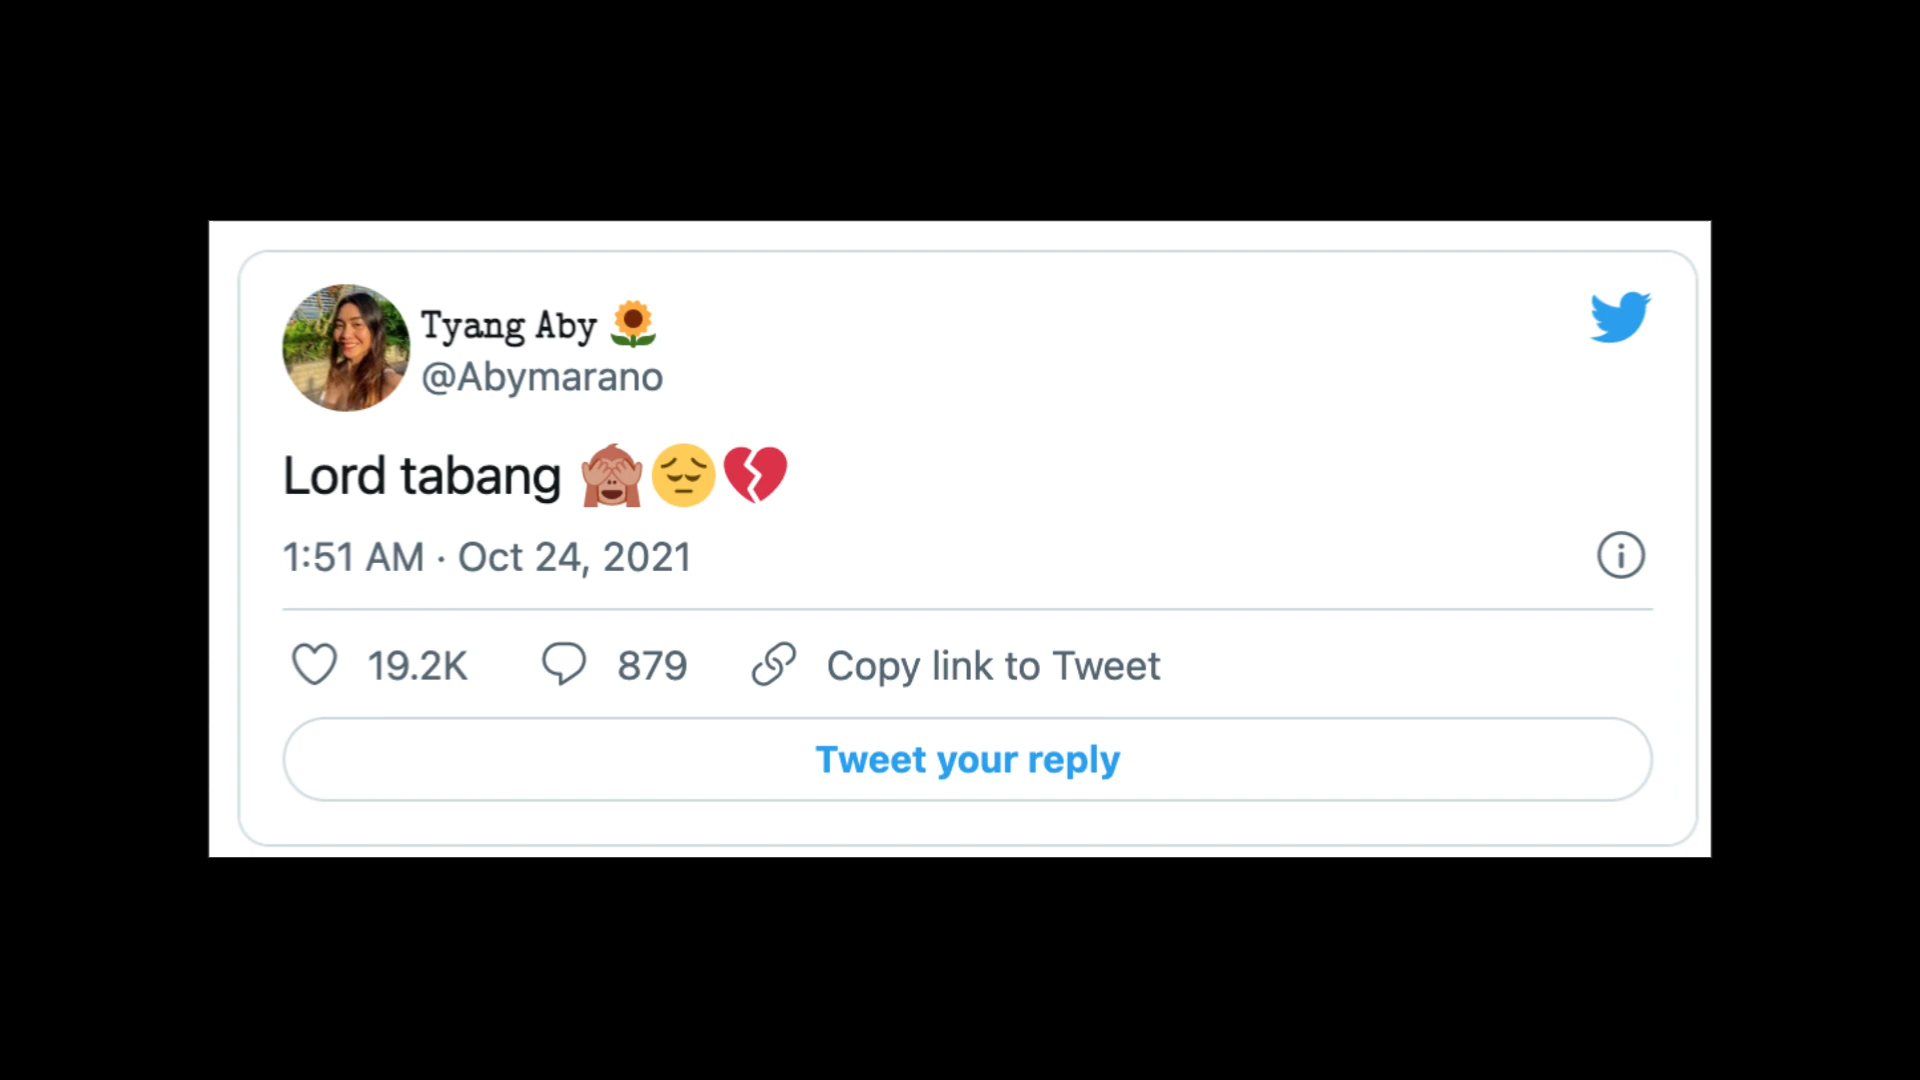 Tyang Aby 🌻
@Abymarano
Lord tabang 🙈😔💔
1:51 AM · Oct 24, 2021
19.2K 879 Copy link to Tweet
Tweet your reply